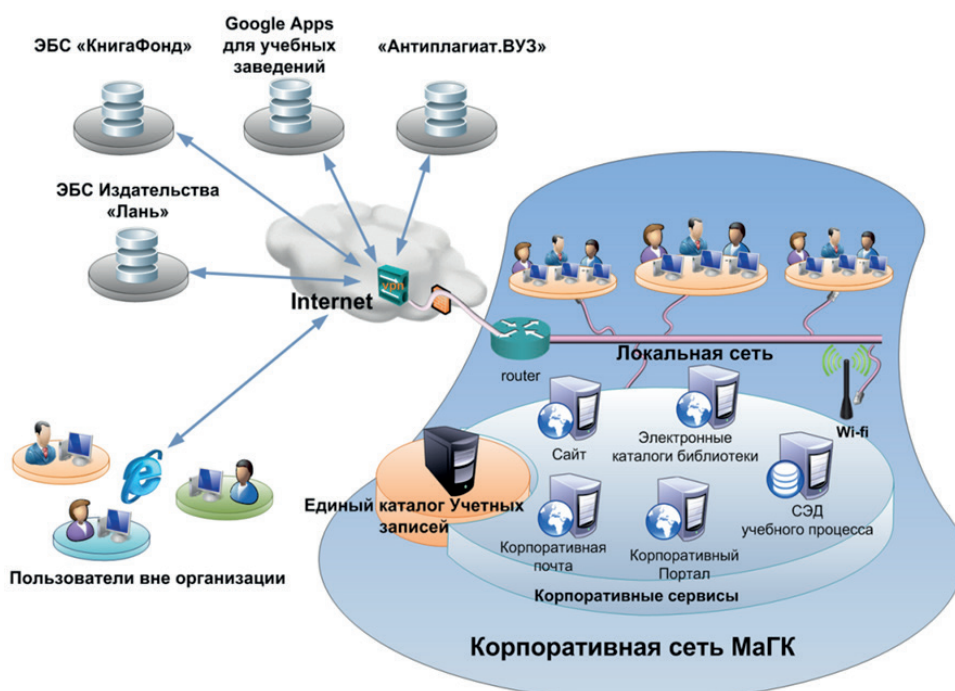 ЭБС «КнигаФонд»
Google Apps
для учебных
заведений
«Антиплагиат.ВУЗ»
ЭБС Издательства
«Лань»
vpn
Internet
router
Локальная сеть
Wi-fi
Сайт
Электронные
каталоги библиотеки
Единый каталог Учетных
записей
СЭД
учебного процесса
Корпоративная
почта
Корпоративный
Портал
Корпоративные сервисы
Пользователи вне организации
Корпоративная сеть МаГК